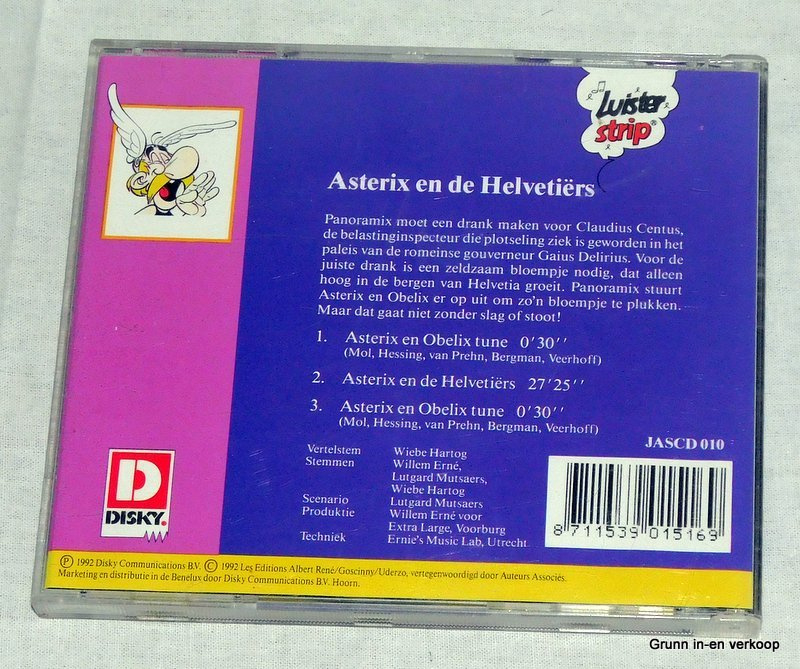 Luister
strip®
Asterix en de Helvetiërs
Panoramix moet een drank maken voor Claudius Centus,
de belastinginspecteur die plotseling ziek is geworden in het
paleis van de romeinse gouverneur Gaius Delirius. Voor de
juiste drank is een zeldzaam bloempje nodig, dat alleen
hoog in de bergen van Helvetia groeit. Panoramix stuurt
Asterix en Obelix er op uit om zo'n bloempje te plukken.
Maar dat gaat niet zonder slag of stoot!
1. Asterix en Obelix tune 0'30''
(Mol, Hessing, van Prehn, Bergman, Veerhoff)
2. Asterix en de Helvetiërs 27'25''
3. Asterix en Obelix tune 0'30''
(Mol, Hessing, van Prehn, Bergman, Veerhoff)
JASCD 010
Vertelstem Wiebe Hartog
Stemmen Willem Erné,
Lutgard Mutsaers,
Wiebe Hartog
Scenario Lutgard Mutsaers
Produktie Willem Erné voor
Extra Large, Voorburg
Techniek Ernie's Music Lab, Utrecht
8 711539 015169
D
DISKY.
Ⓟ 1992 Disky Communications B.V. © 1992 Les Editions Albert René/Goscinny/Uderzo, vertegenwoordigd door Auteurs Associés.
Marketing en distributie in de Benelux door Disky Communications B.V. Hoorn.
Grunn in-en verkoop